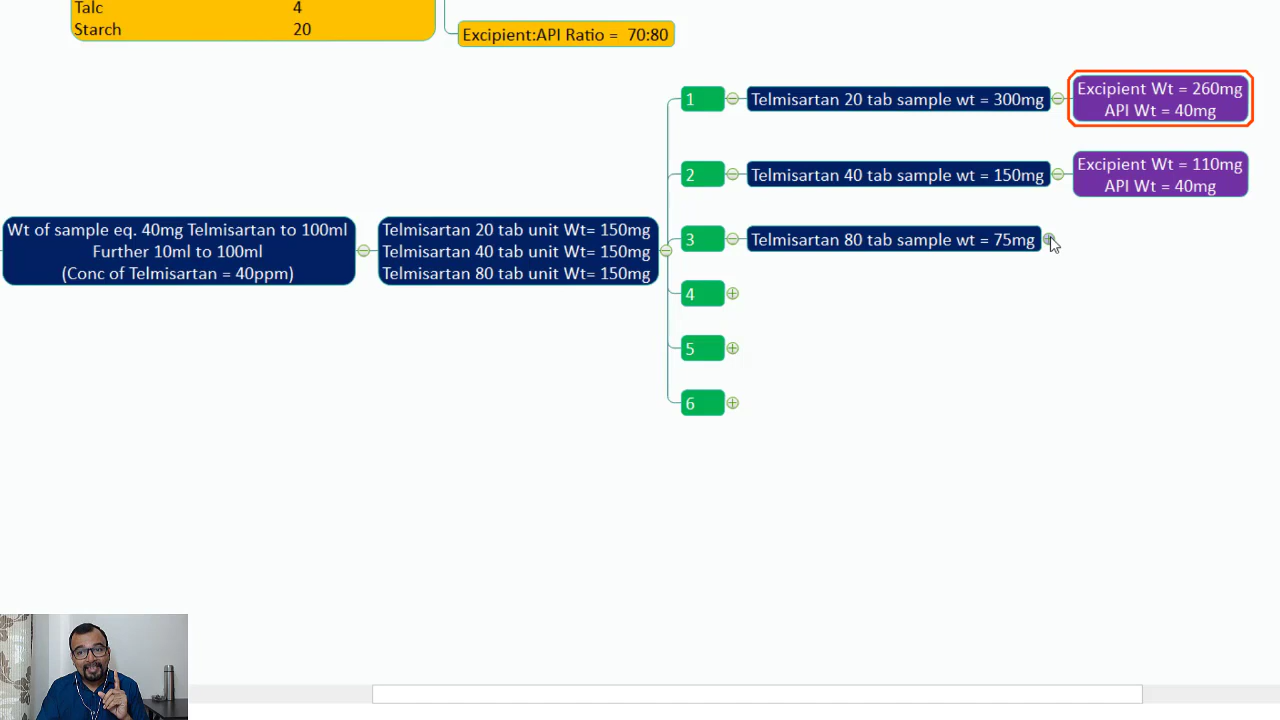 Talc 4
Starch 20
Excipient:API Ratio = 70:80
1
Telmisartan 20 tab sample wt = 300mg
Excipient Wt = 260mg
API Wt = 40mg
2
Telmisartan 40 tab sample wt = 150mg
Excipient Wt = 110mg
API Wt = 40mg
Wt of sample eq. 40mg Telmisartan to 100ml
Further 10ml to 100ml
(Conc of Telmisartan = 40ppm)
Telmisartan 20 tab unit Wt= 150mg
Telmisartan 40 tab unit Wt= 150mg
Telmisartan 80 tab unit Wt= 150mg
3
Telmisartan 80 tab sample wt = 75mg
4
5
6